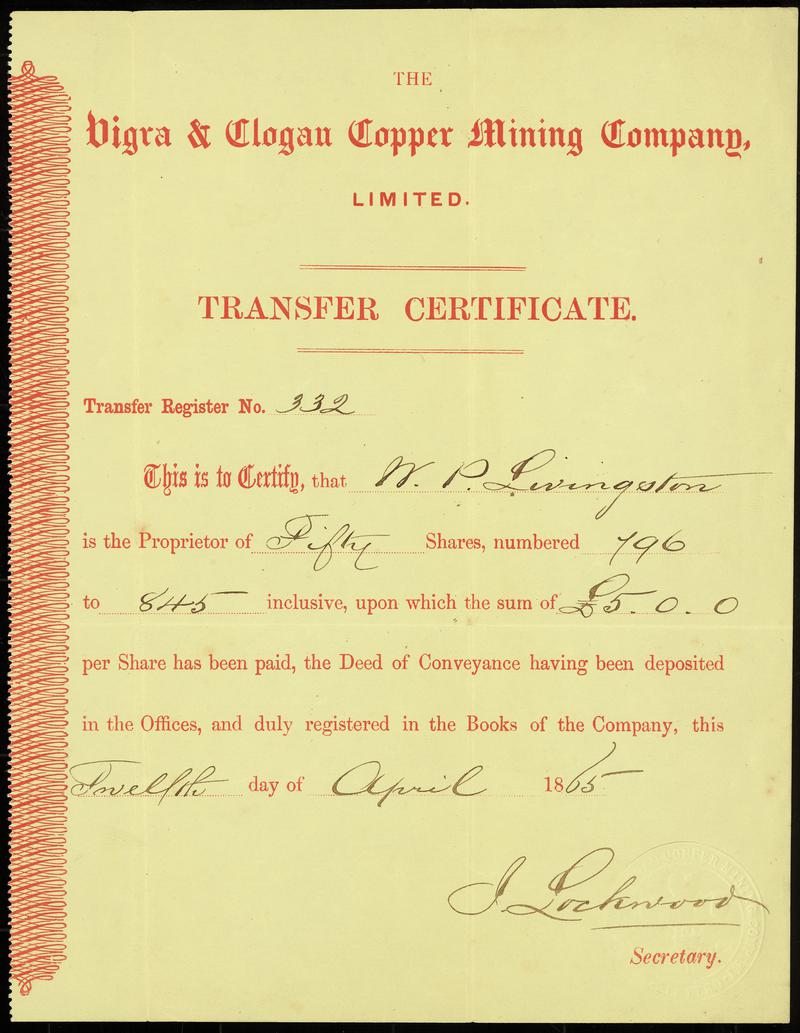 THE
Vigra & Clogau Copper Mining Company,
LIMITED.
TRANSFER CERTIFICATE.
Transfer Register No. 332
This is to Certify, that W. P. Livingston
is the Proprietor of Fifty Shares, numbered 796
to 845 inclusive, upon which the sum of £5. 0. 0
per Share has been paid, the Deed of Conveyance having been deposited
in the Offices, and duly registered in the Books of the Company, this
Twelfth day of April 1865
J. Lockwood
Secretary.